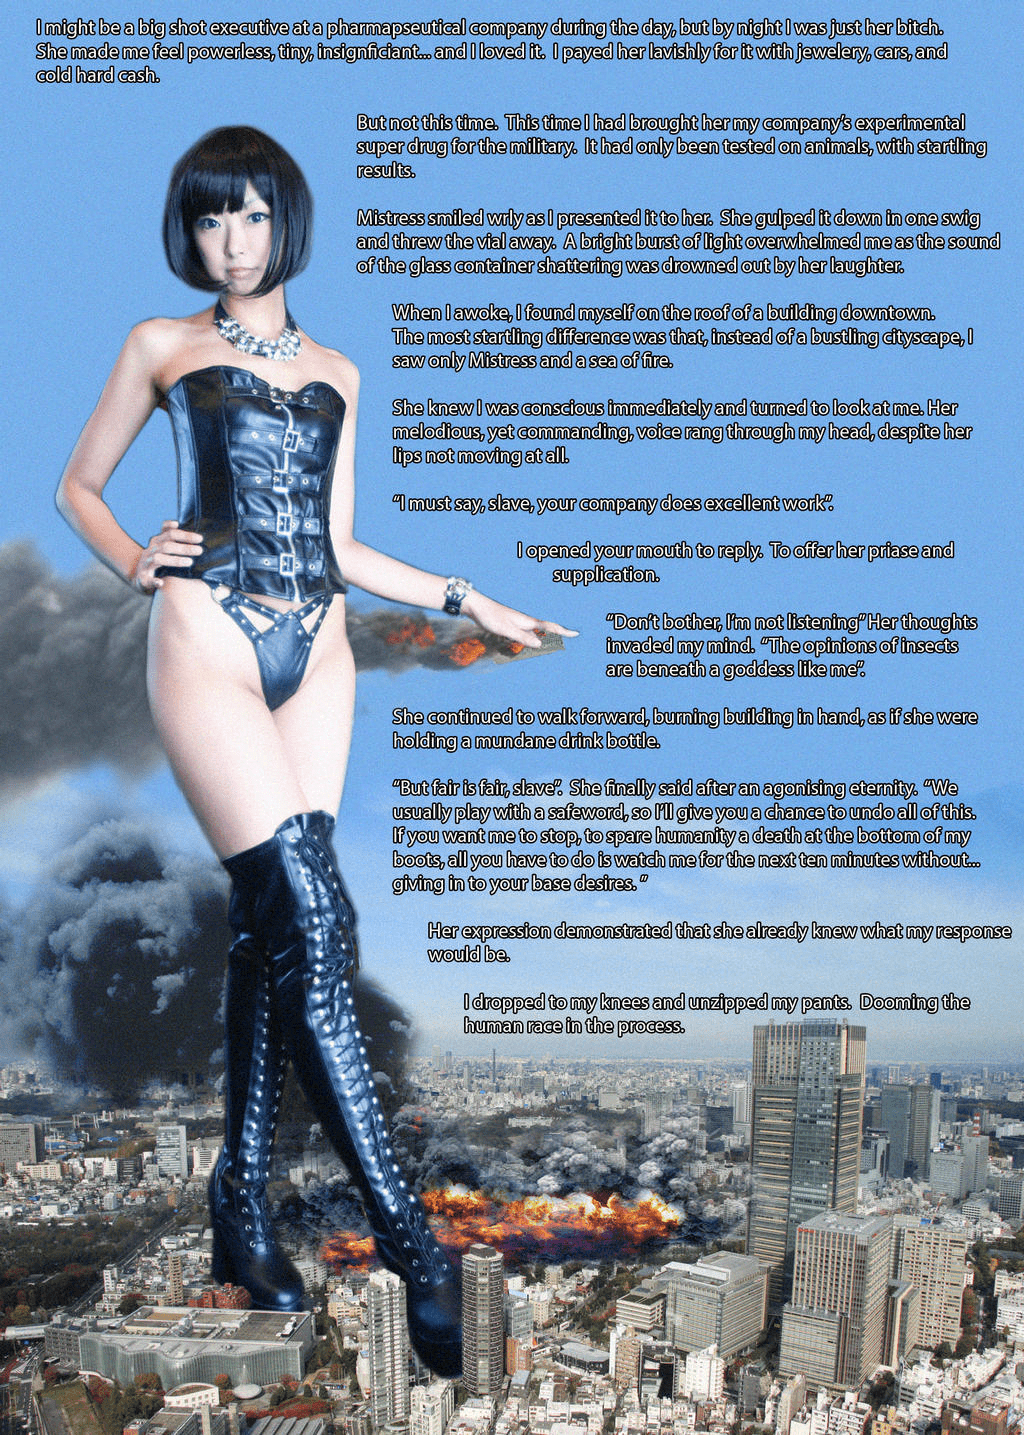 I might be a big shot executive at a pharmapseutical company during the day, but by night I was just her bitch.
She made me feel powerless, tiny, insignficiant... and I loved it.  I payed her lavishly for it with jewelery, cars, and
cold hard cash.
But not this time.  This time I had brought her my company's experimental
super drug for the military.  It had only been tested on animals, with startling
results.
Mistress smiled wrly as I presented it to her.  She gulped it down in one swig
and threw the vial away.  A bright burst of light overwhelmed me as the sound
of the glass container shattering was drowned out by her laughter.
When I awoke, I found myself on the roof of a building downtown.
The most startling difference was that, instead of a bustling cityscape, I
saw only Mistress and a sea of fire.
She knew I was conscious immediately and turned to look at me. Her
melodious, yet commanding, voice rang through my head, despite her
lips not moving at all.
“I must say, slave, your company does excellent work”.
I opened your mouth to reply.  To offer her priase and
supplication.
“Don't bother, I'm not listening” Her thoughts
invaded my mind. “The opinions of insects
are beneath a goddess like me”.
She continued to walk forward, burning building in hand, as if she were
holding a mundane drink bottle.
“But fair is fair, slave”.  She finally said after an agonising eternity.  “We
usually play with a safeword, so I'll give you a chance to undo all of this.
If you want me to stop, to spare humanity a death at the bottom of my
boots, all you have to do is watch me for the next ten minutes without...
giving in to your base desires. ”
Her expression demonstrated that she already knew what my response
would be.
I dropped to my knees and unzipped my pants.  Dooming the
human race in the process.